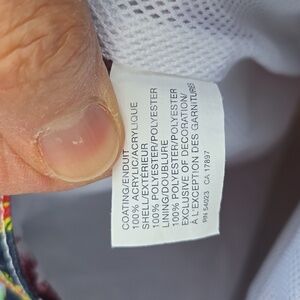 COATING/ENDUIT
100% ACRYLIC/ACRYLIQUE
SHELL/EXTÉRIEUR
100% POLYESTER/POLYESTER
LINING/DOUBLURE
100% POLYESTER/POLYESTER
EXCLUSIVE OF DECORATION/
À L'EXCEPTION DES GARNITURES
RN 54023 CA 17897